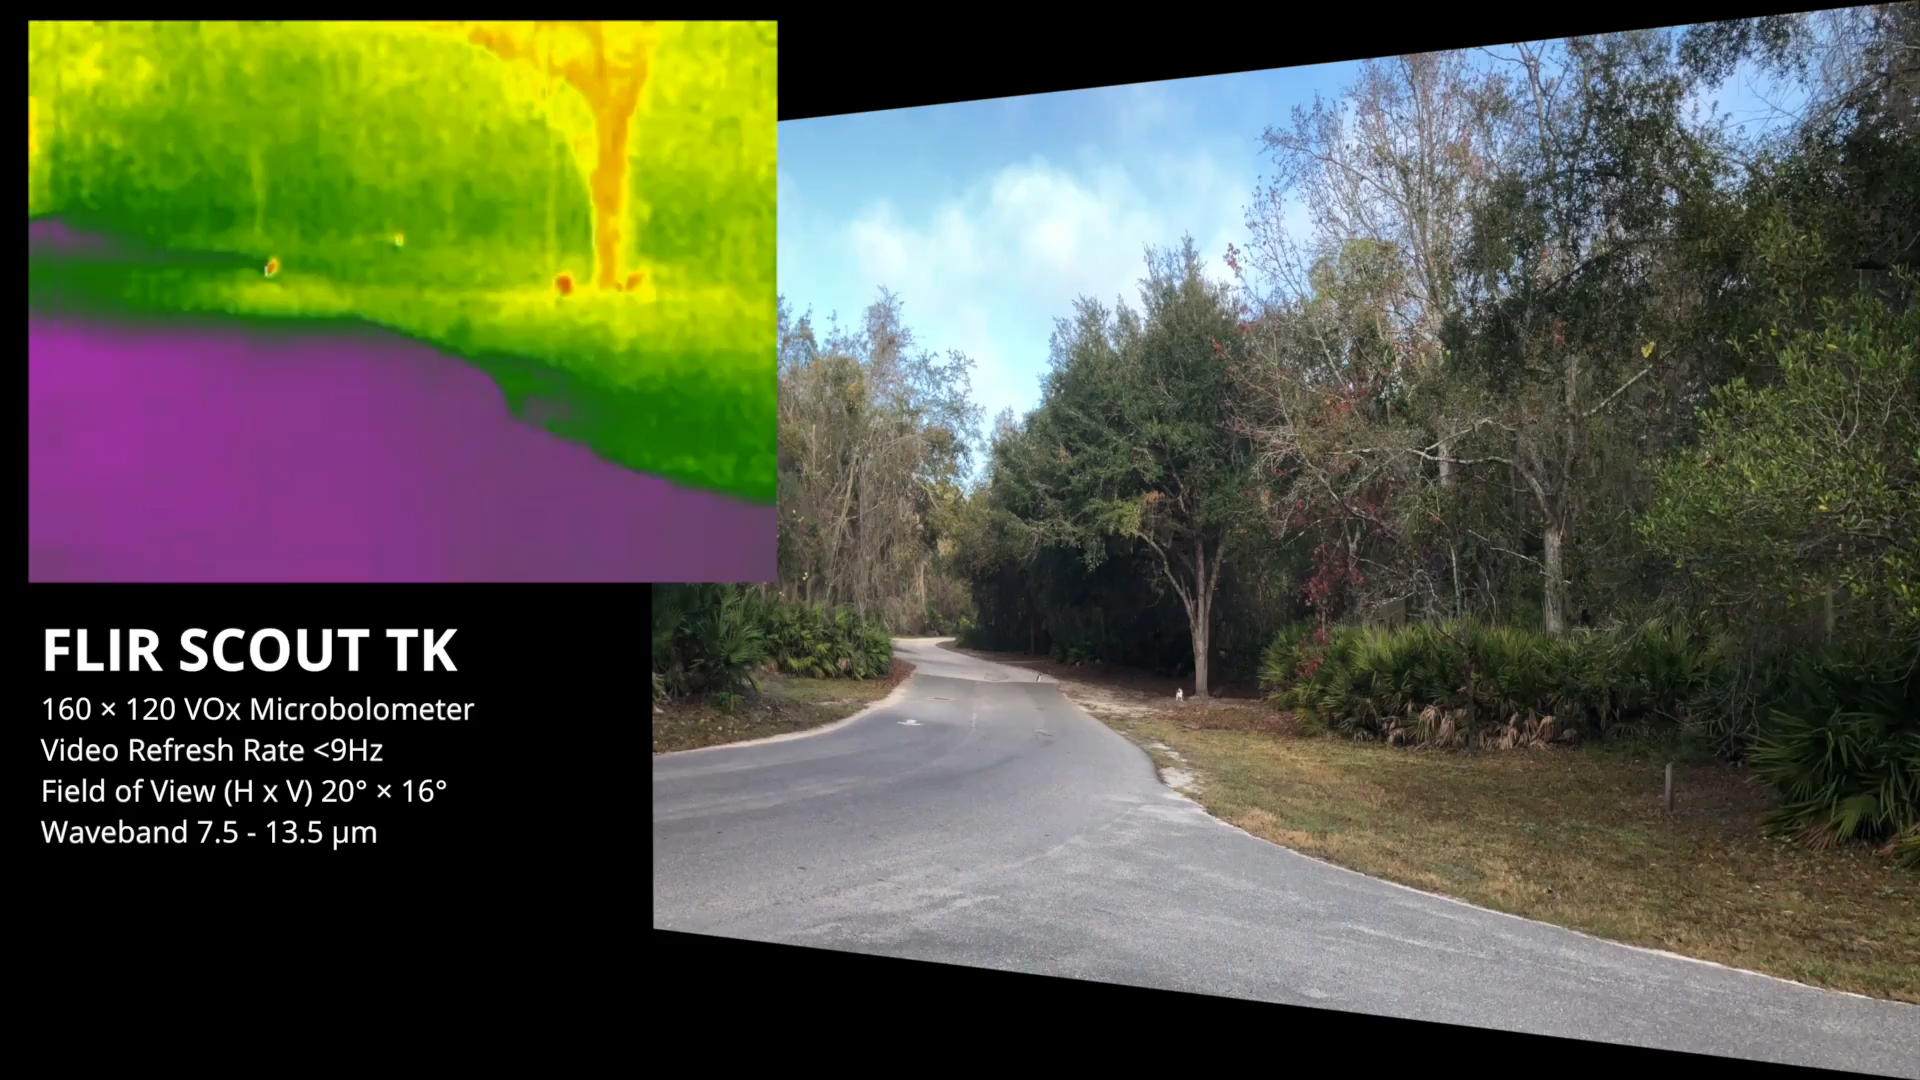 FLIR SCOUT TK
160 × 120 VOx Microbolometer
Video Refresh Rate <9Hz
Field of View (H x V) 20° × 16°
Waveband 7.5 - 13.5 μm